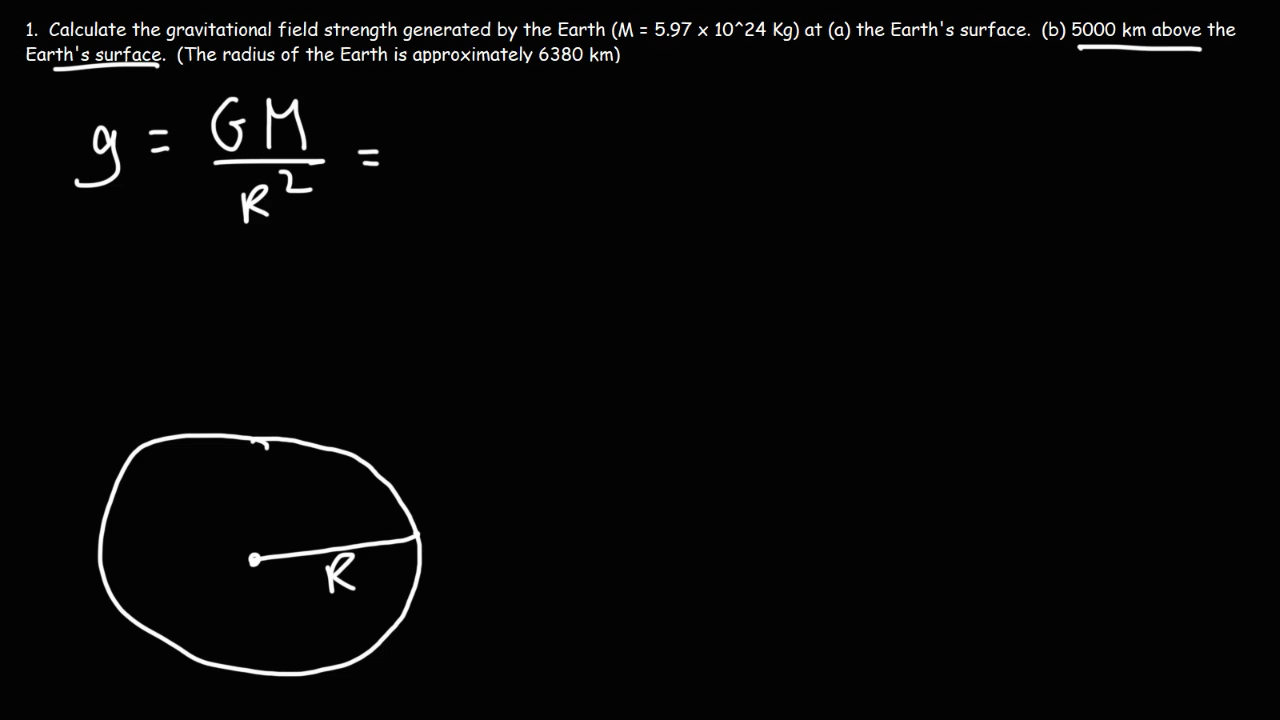 1. Calculate the gravitational field strength generated by the Earth (M = 5.97 x 10^24 Kg) at (a) the Earth's surface. (b) 5000 km above the
Earth's surface. (The radius of the Earth is approximately 6380 km)
g = GM / R² =
R